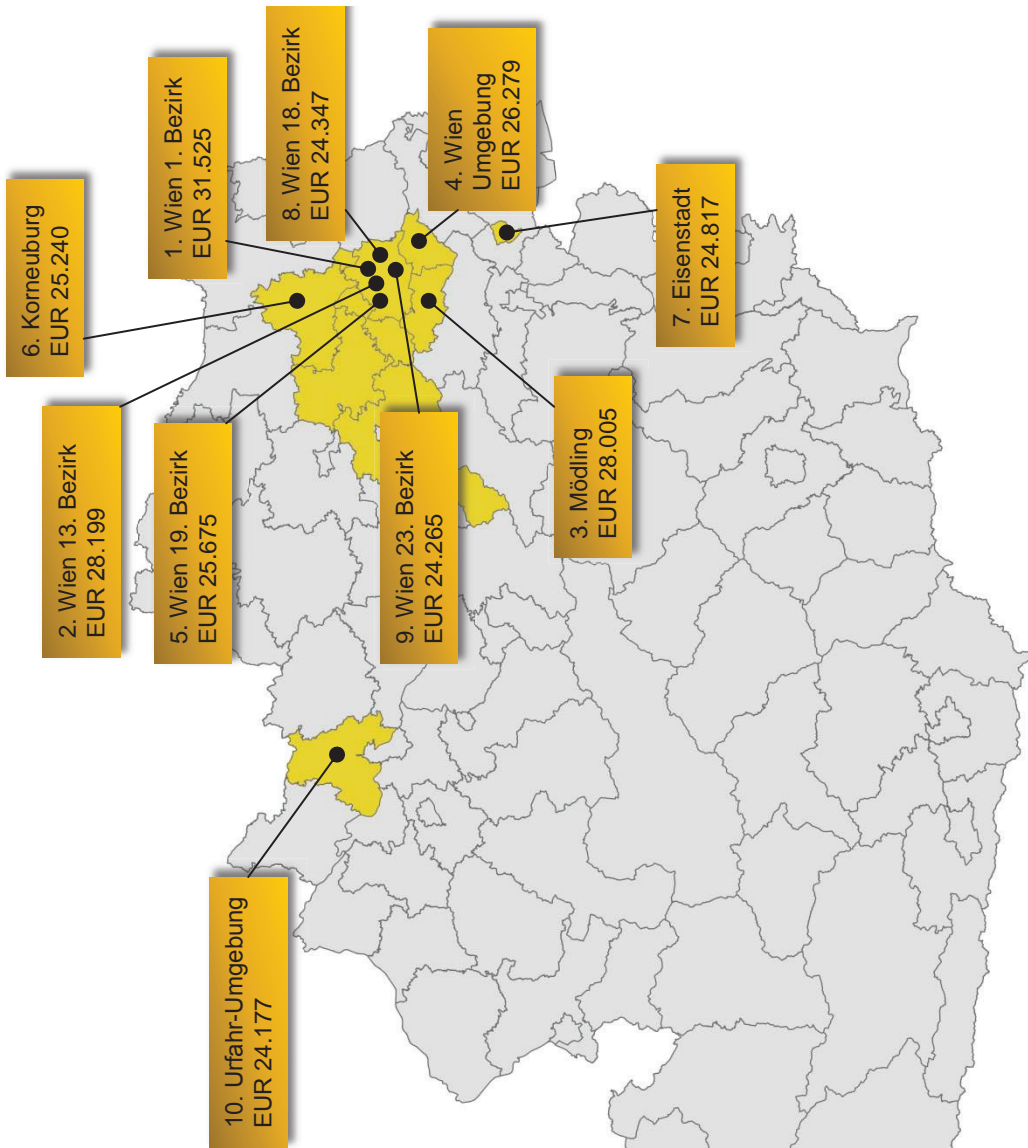 1. Wien 1. Bezirk
EUR 31.525
2. Wien 13. Bezirk
EUR 28.199
3. Mödling
EUR 28.005
4. Wien
Umgebung
EUR 26.279
5. Wien 19. Bezirk
EUR 25.675
6. Korneuburg
EUR 25.240
7. Eisenstadt
EUR 24.817
8. Wien 18. Bezirk
EUR 24.347
9. Wien 23. Bezirk
EUR 24.265
10. Urfahr-Umgebung
EUR 24.177